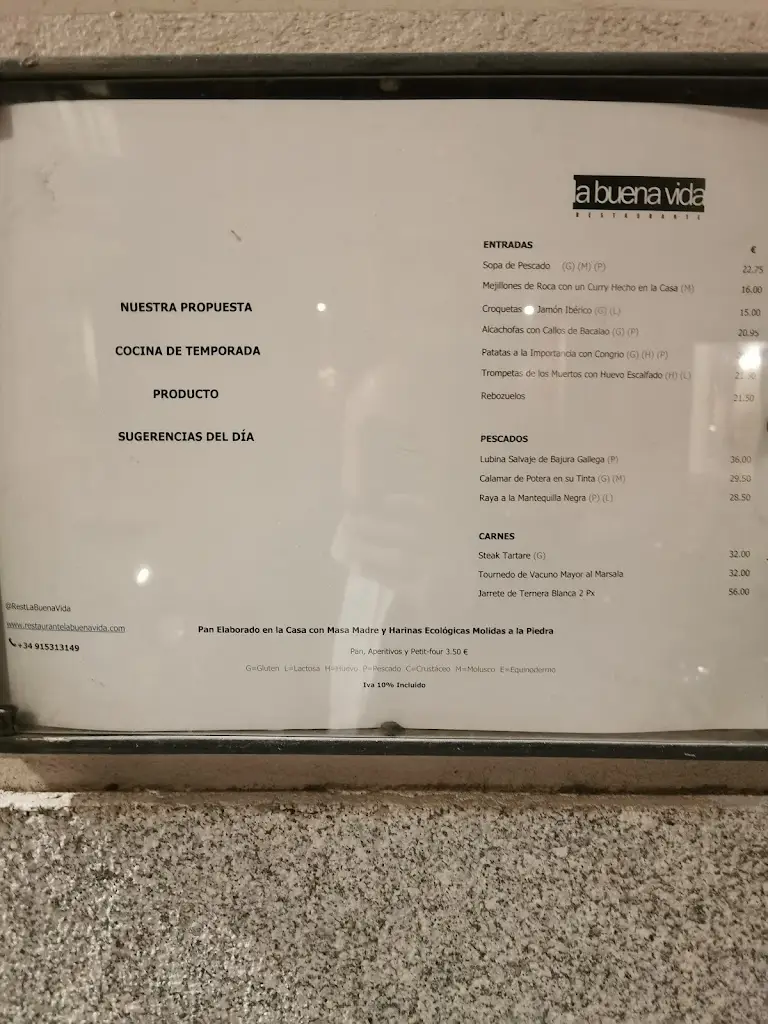 la buena vida
RESTAURANTE
NUESTRA PROPUESTA
COCINA DE TEMPORADA
PRODUCTO
SUGERENCIAS DEL DÍA
ENTRADAS €
Sopa de Pescado (G) (M) (P) 22.75
Mejillones de Roca con un Curry Hecho en la Casa (M) 16.00
Croquetas Jamón Ibérico (G) (L) 15.00
Alcachofas con Callos de Bacalao (G) (P) 20.95
Patatas a la Importancia con Congrio (G) (H) (P)
Trompetas de los Muertos con Huevo Escalfado (H) (L)
Rebozuelos 21.50
PESCADOS
Lubina Salvaje de Bajura Gallega (P) 36.00
Calamar de Potera en su Tinta (G) (M) 29.50
Raya a la Mantequilla Negra (P) (L) 28.50
CARNES
Steak Tartare (G) 32.00
Tournedo de Vacuno Mayor al Marsala 32.00
Jarrete de Ternera Blanca 2 Px 56.00
@RestLaBuenaVida
www.restaurantelabuenavida.com
+34 915313149
Pan Elaborado en la Casa con Masa Madre y Harinas Ecológicas Molidas a la Piedra
Pan, Aperitivos y Petit-four 3.50 €
G=Gluten L=Lactosa H=Huevo P=Pescado C=Crustáceo M=Molusco E=Equinodermo
Iva 10% Incluido